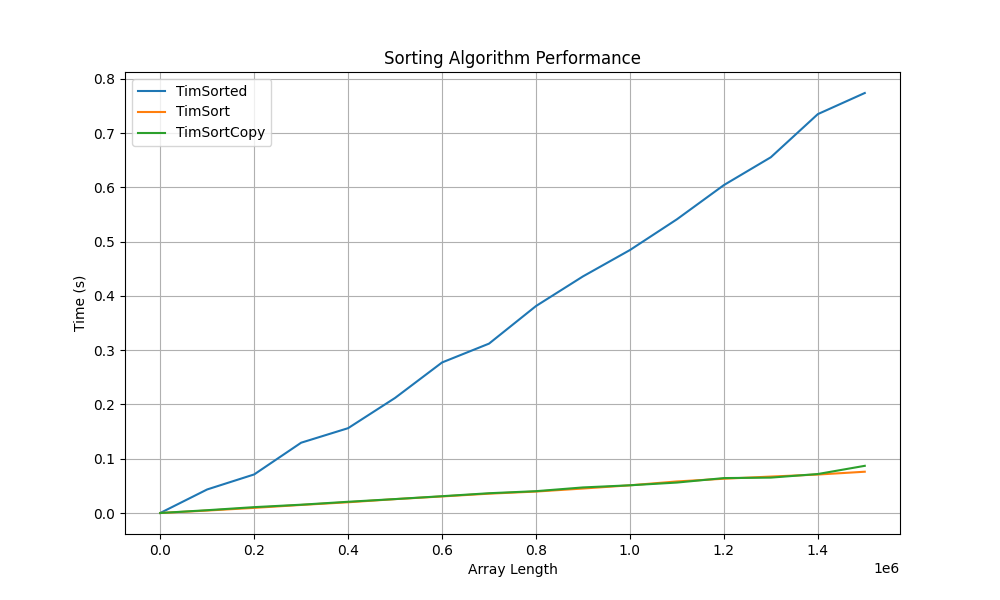 Sorting Algorithm Performance
TimSorted
TimSort
TimSortCopy
Time (s)
0.8
0.7
0.6
0.5
0.4
0.3
0.2
0.1
0.0
0.0 0.2 0.4 0.6 0.8 1.0 1.2 1.4
1e6
Array Length